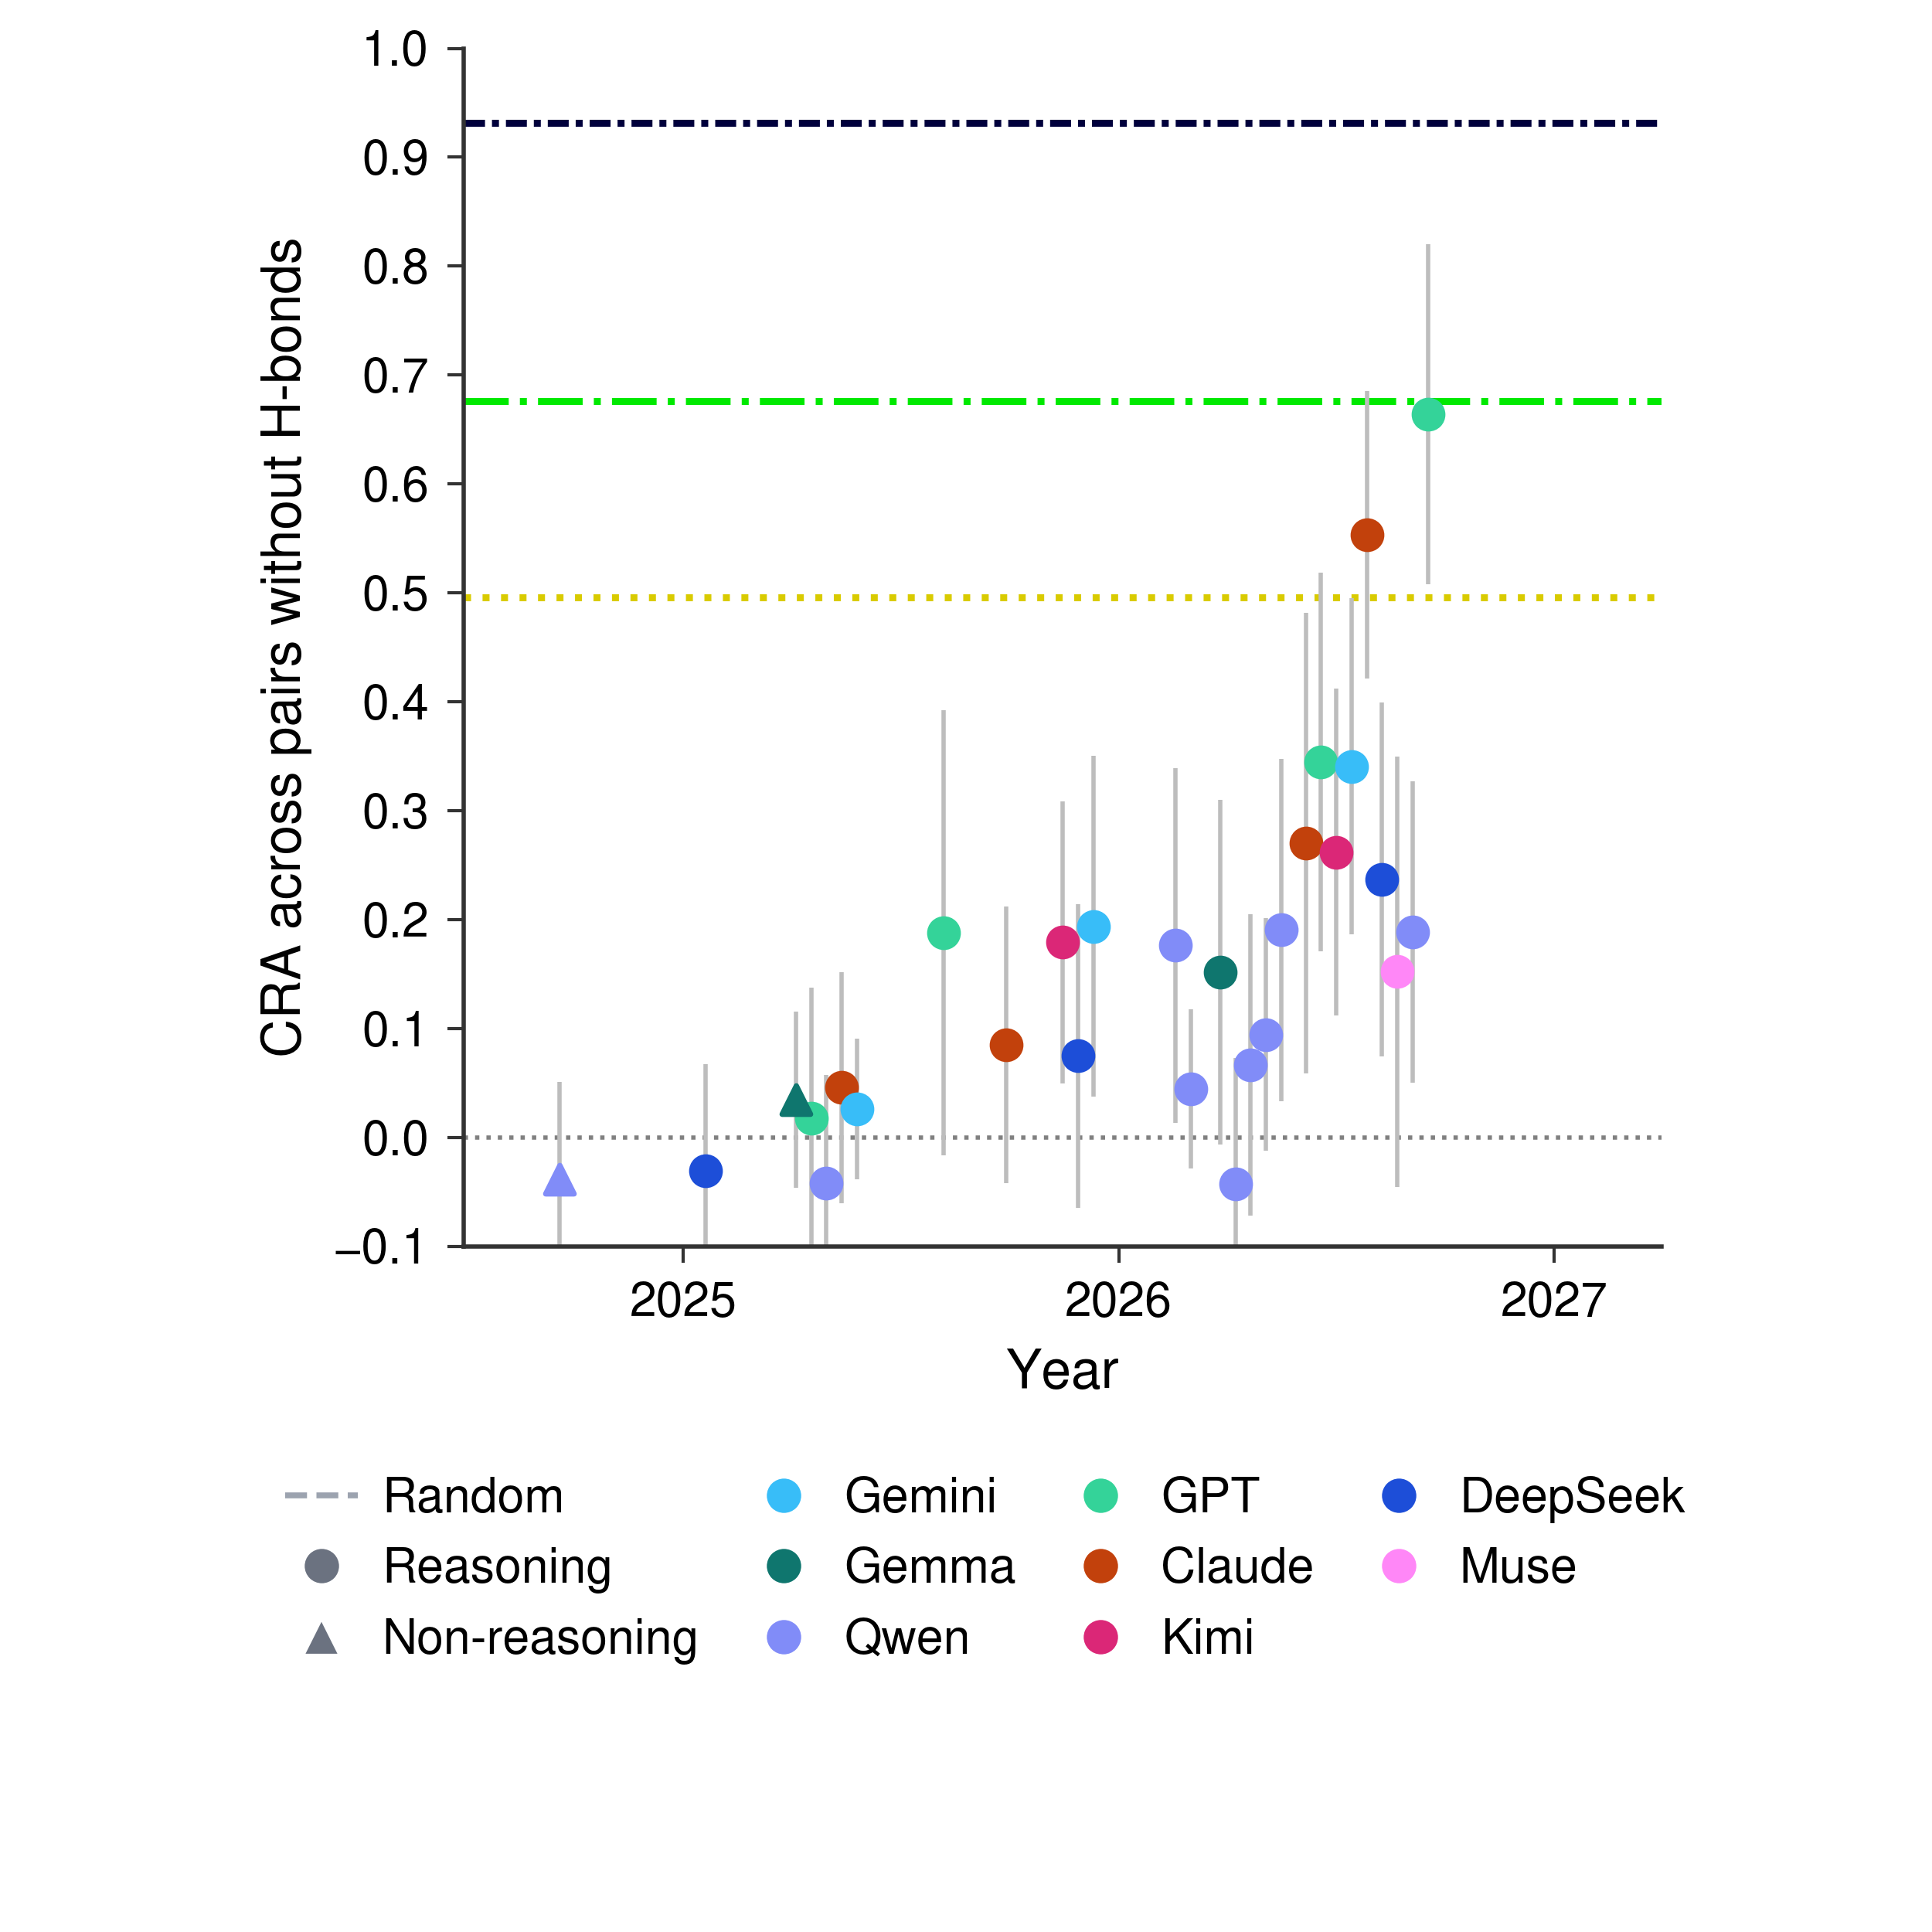 1.0
0.9
0.8
0.7
0.6
0.5
0.4
0.3
0.2
0.1
0.0
−0.1
CRA across pairs without H-bonds
2025 2026 2027
Year
Random Gemini GPT DeepSeek
Reasoning Gemma Claude Muse
Non-reasoning Qwen Kimi